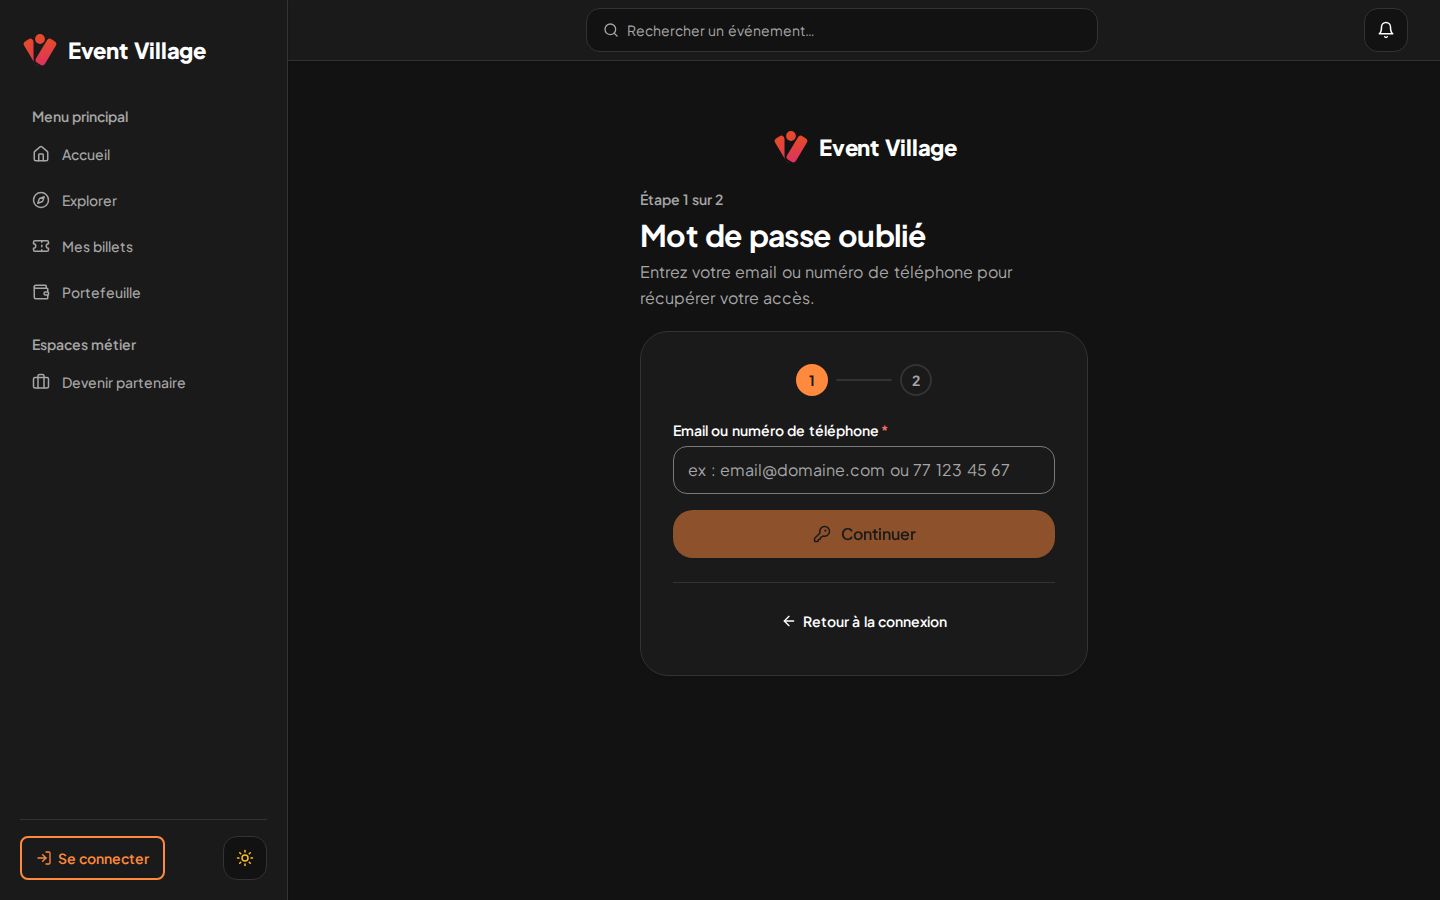 Event Village
Menu principal
Accueil
Explorer
Mes billets
Portefeuille
Espaces métier
Devenir partenaire
Se connecter
Rechercher un événement...
Event Village
Étape 1 sur 2
Mot de passe oublié
Entrez votre email ou numéro de téléphone pour
récupérer votre accès.
1
2
Email ou numéro de téléphone *
ex : email@domaine.com ou 77 123 45 67
Continuer
Retour à la connexion